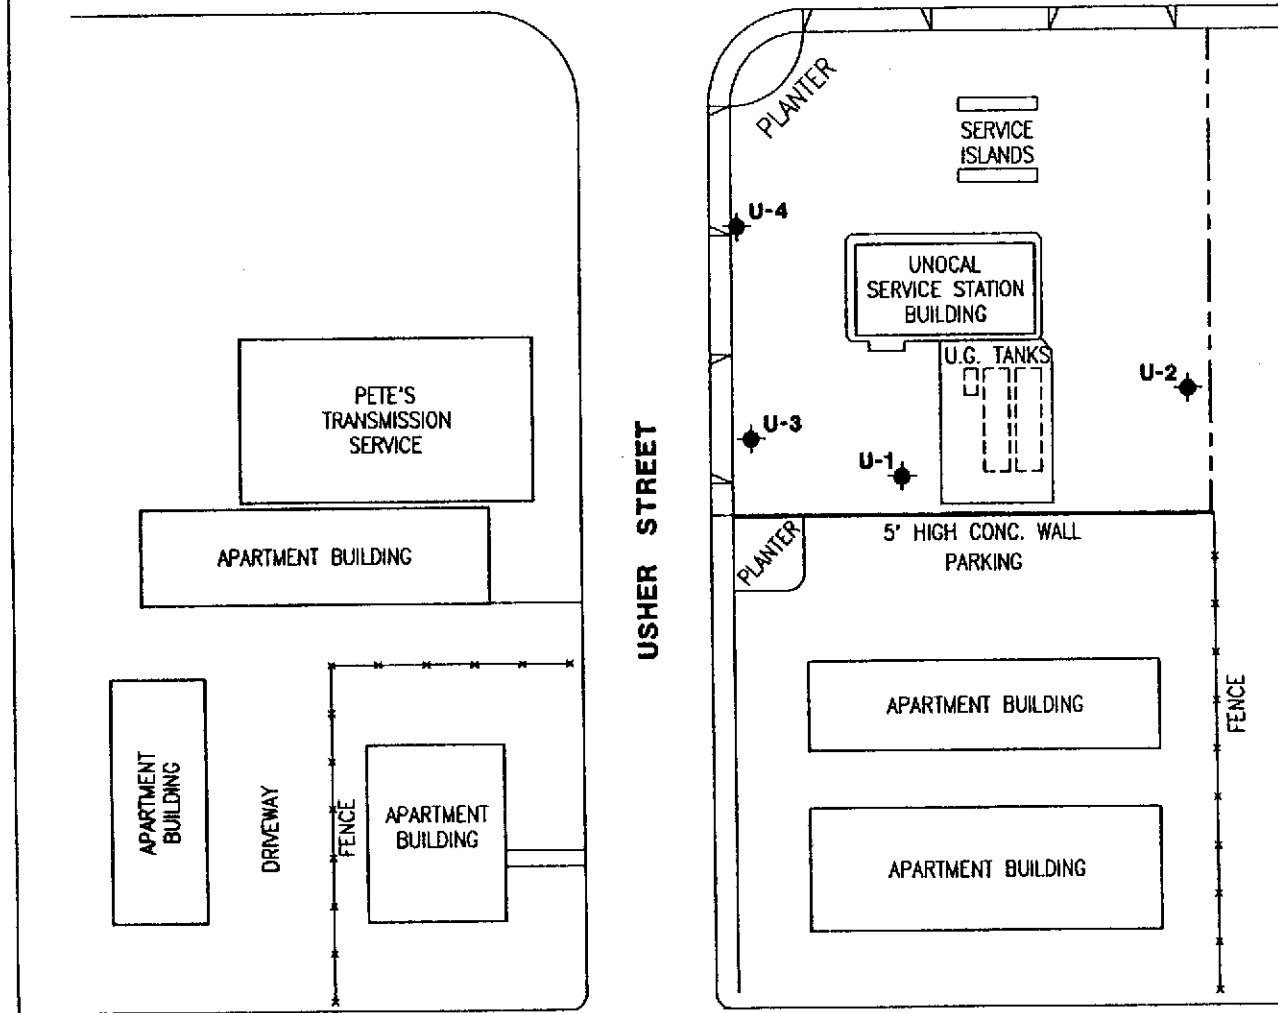 PLANTER
SERVICE
ISLANDS
U-4
UNOCAL
SERVICE STATION
BUILDING
U.G. TANKS
U-2
U-3
U-1
PETE'S
TRANSMISSION
SERVICE
APARTMENT BUILDING
USHER STREET
5' HIGH CONC. WALL
PARKING
PLANTER
APARTMENT BUILDING
FENCE
APARTMENT BUILDING
APARTMENT
BUILDING
DRIVEWAY
FENCE
APARTMENT
BUILDING